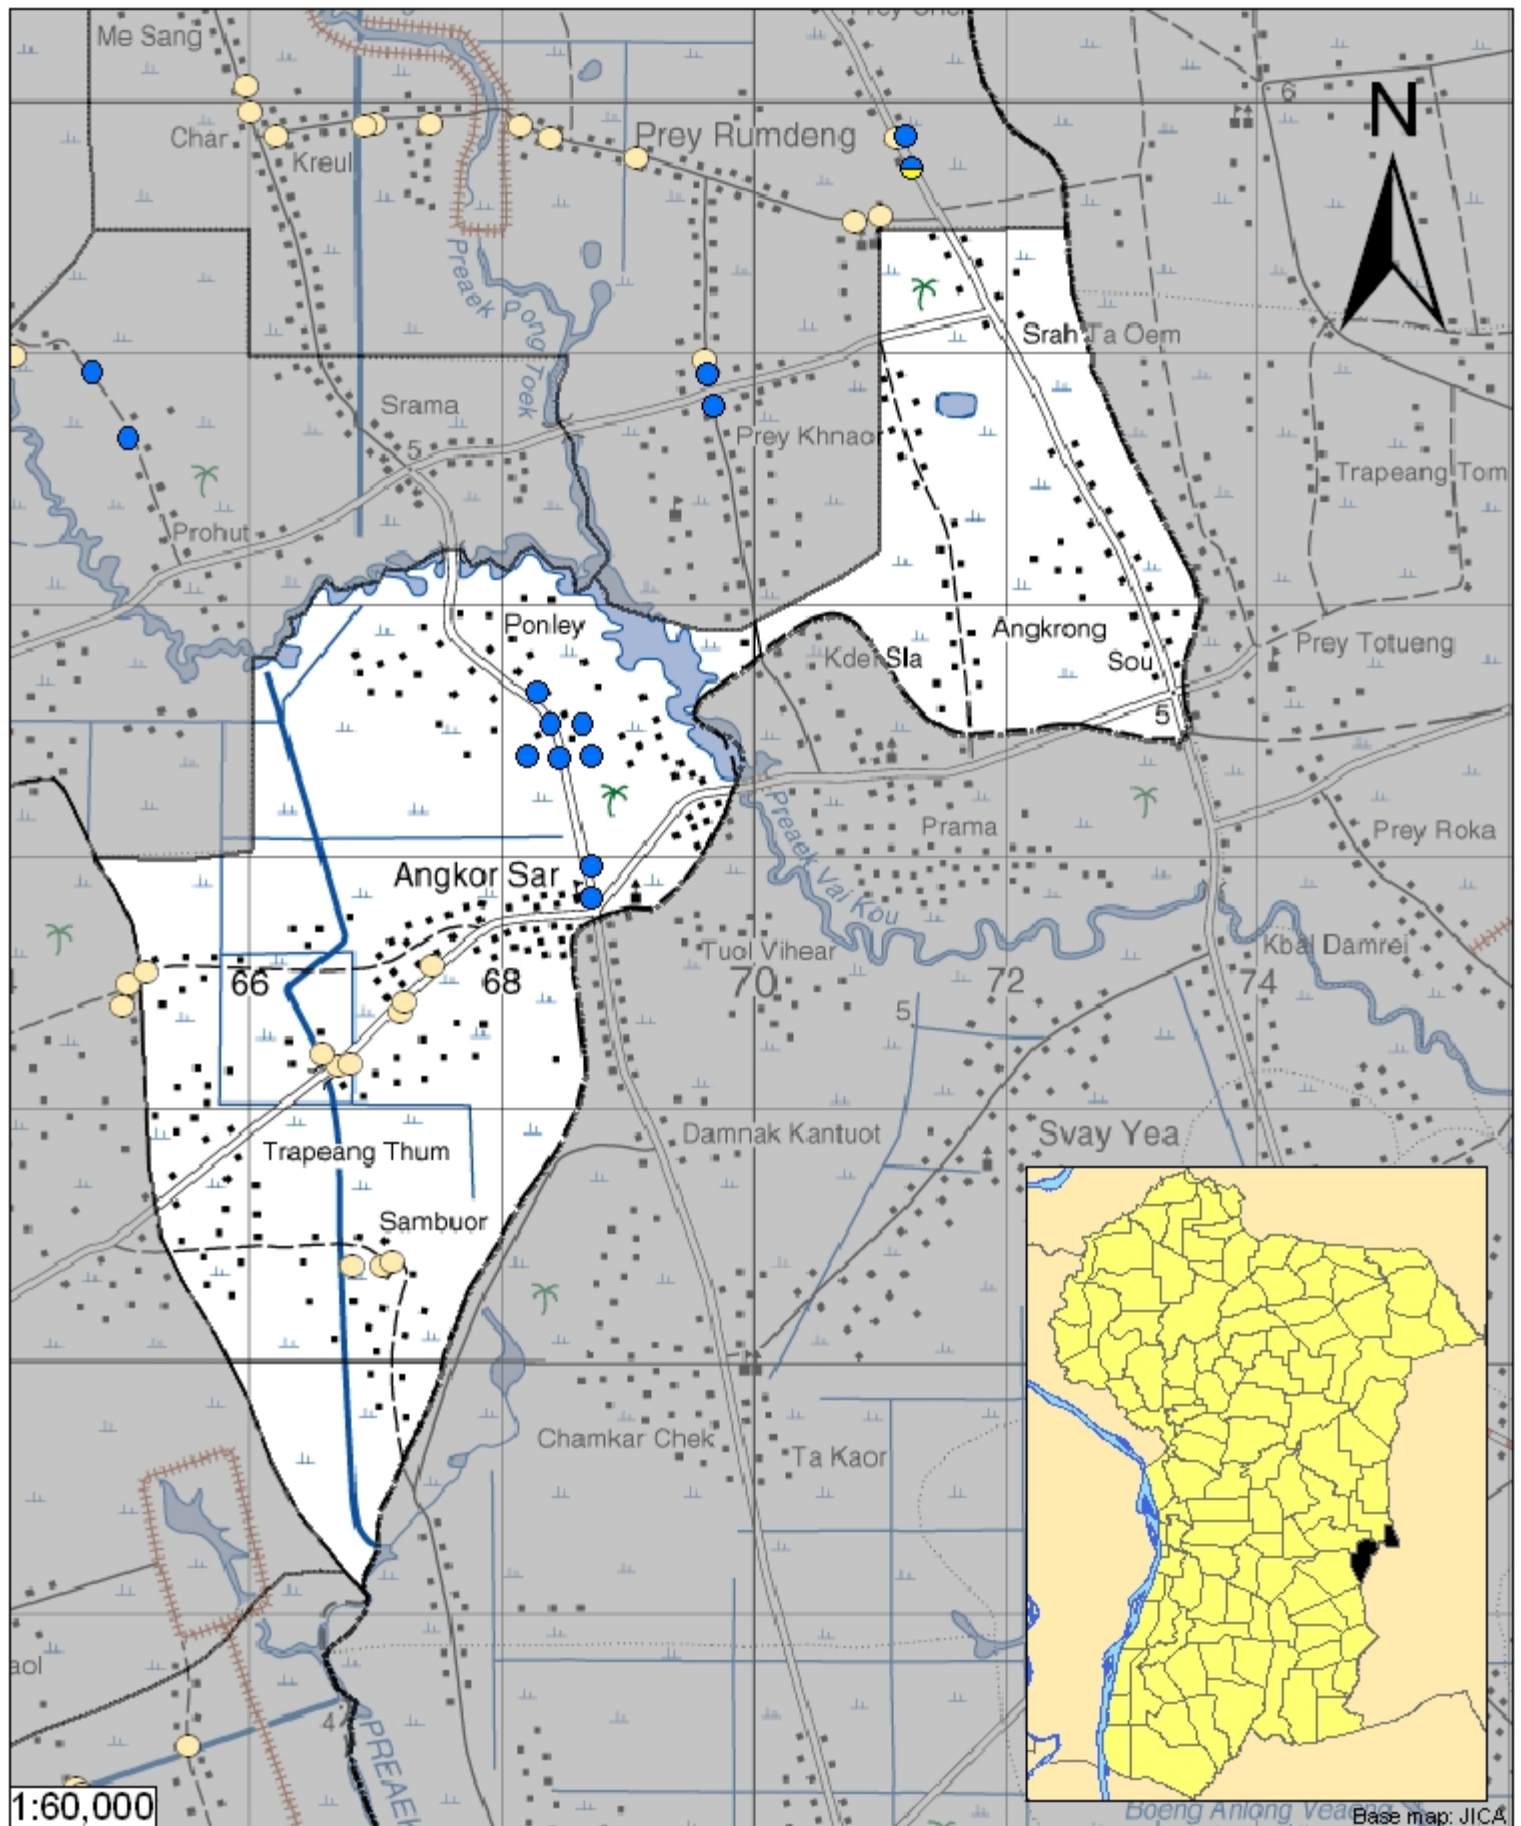 Prey Chel
Me Sang
N
6
Char
Prey Rumdeng
Kreul
Preaek Pong Toek
Srah Ta Oem
Srama
Prey Khnaor
5
Trapeang Tom
Prohut
Ponley
Angkrong
Prey Totueng
Kdei Sla
Sou
5
Preaek Vai Kou
Prama
Prey Roka
Angkor Sar
Tuol Vihear
Kbal Damrei
66
68
70
72
74
5
Damnak Kantuot
Svay Yea
Trapeang Thum
Sambuor
Chamkar Chek
Ta Kaor
aol
4
PREAEK
1:60,000
Boeng Anlong Veaeng
Base map: JICA